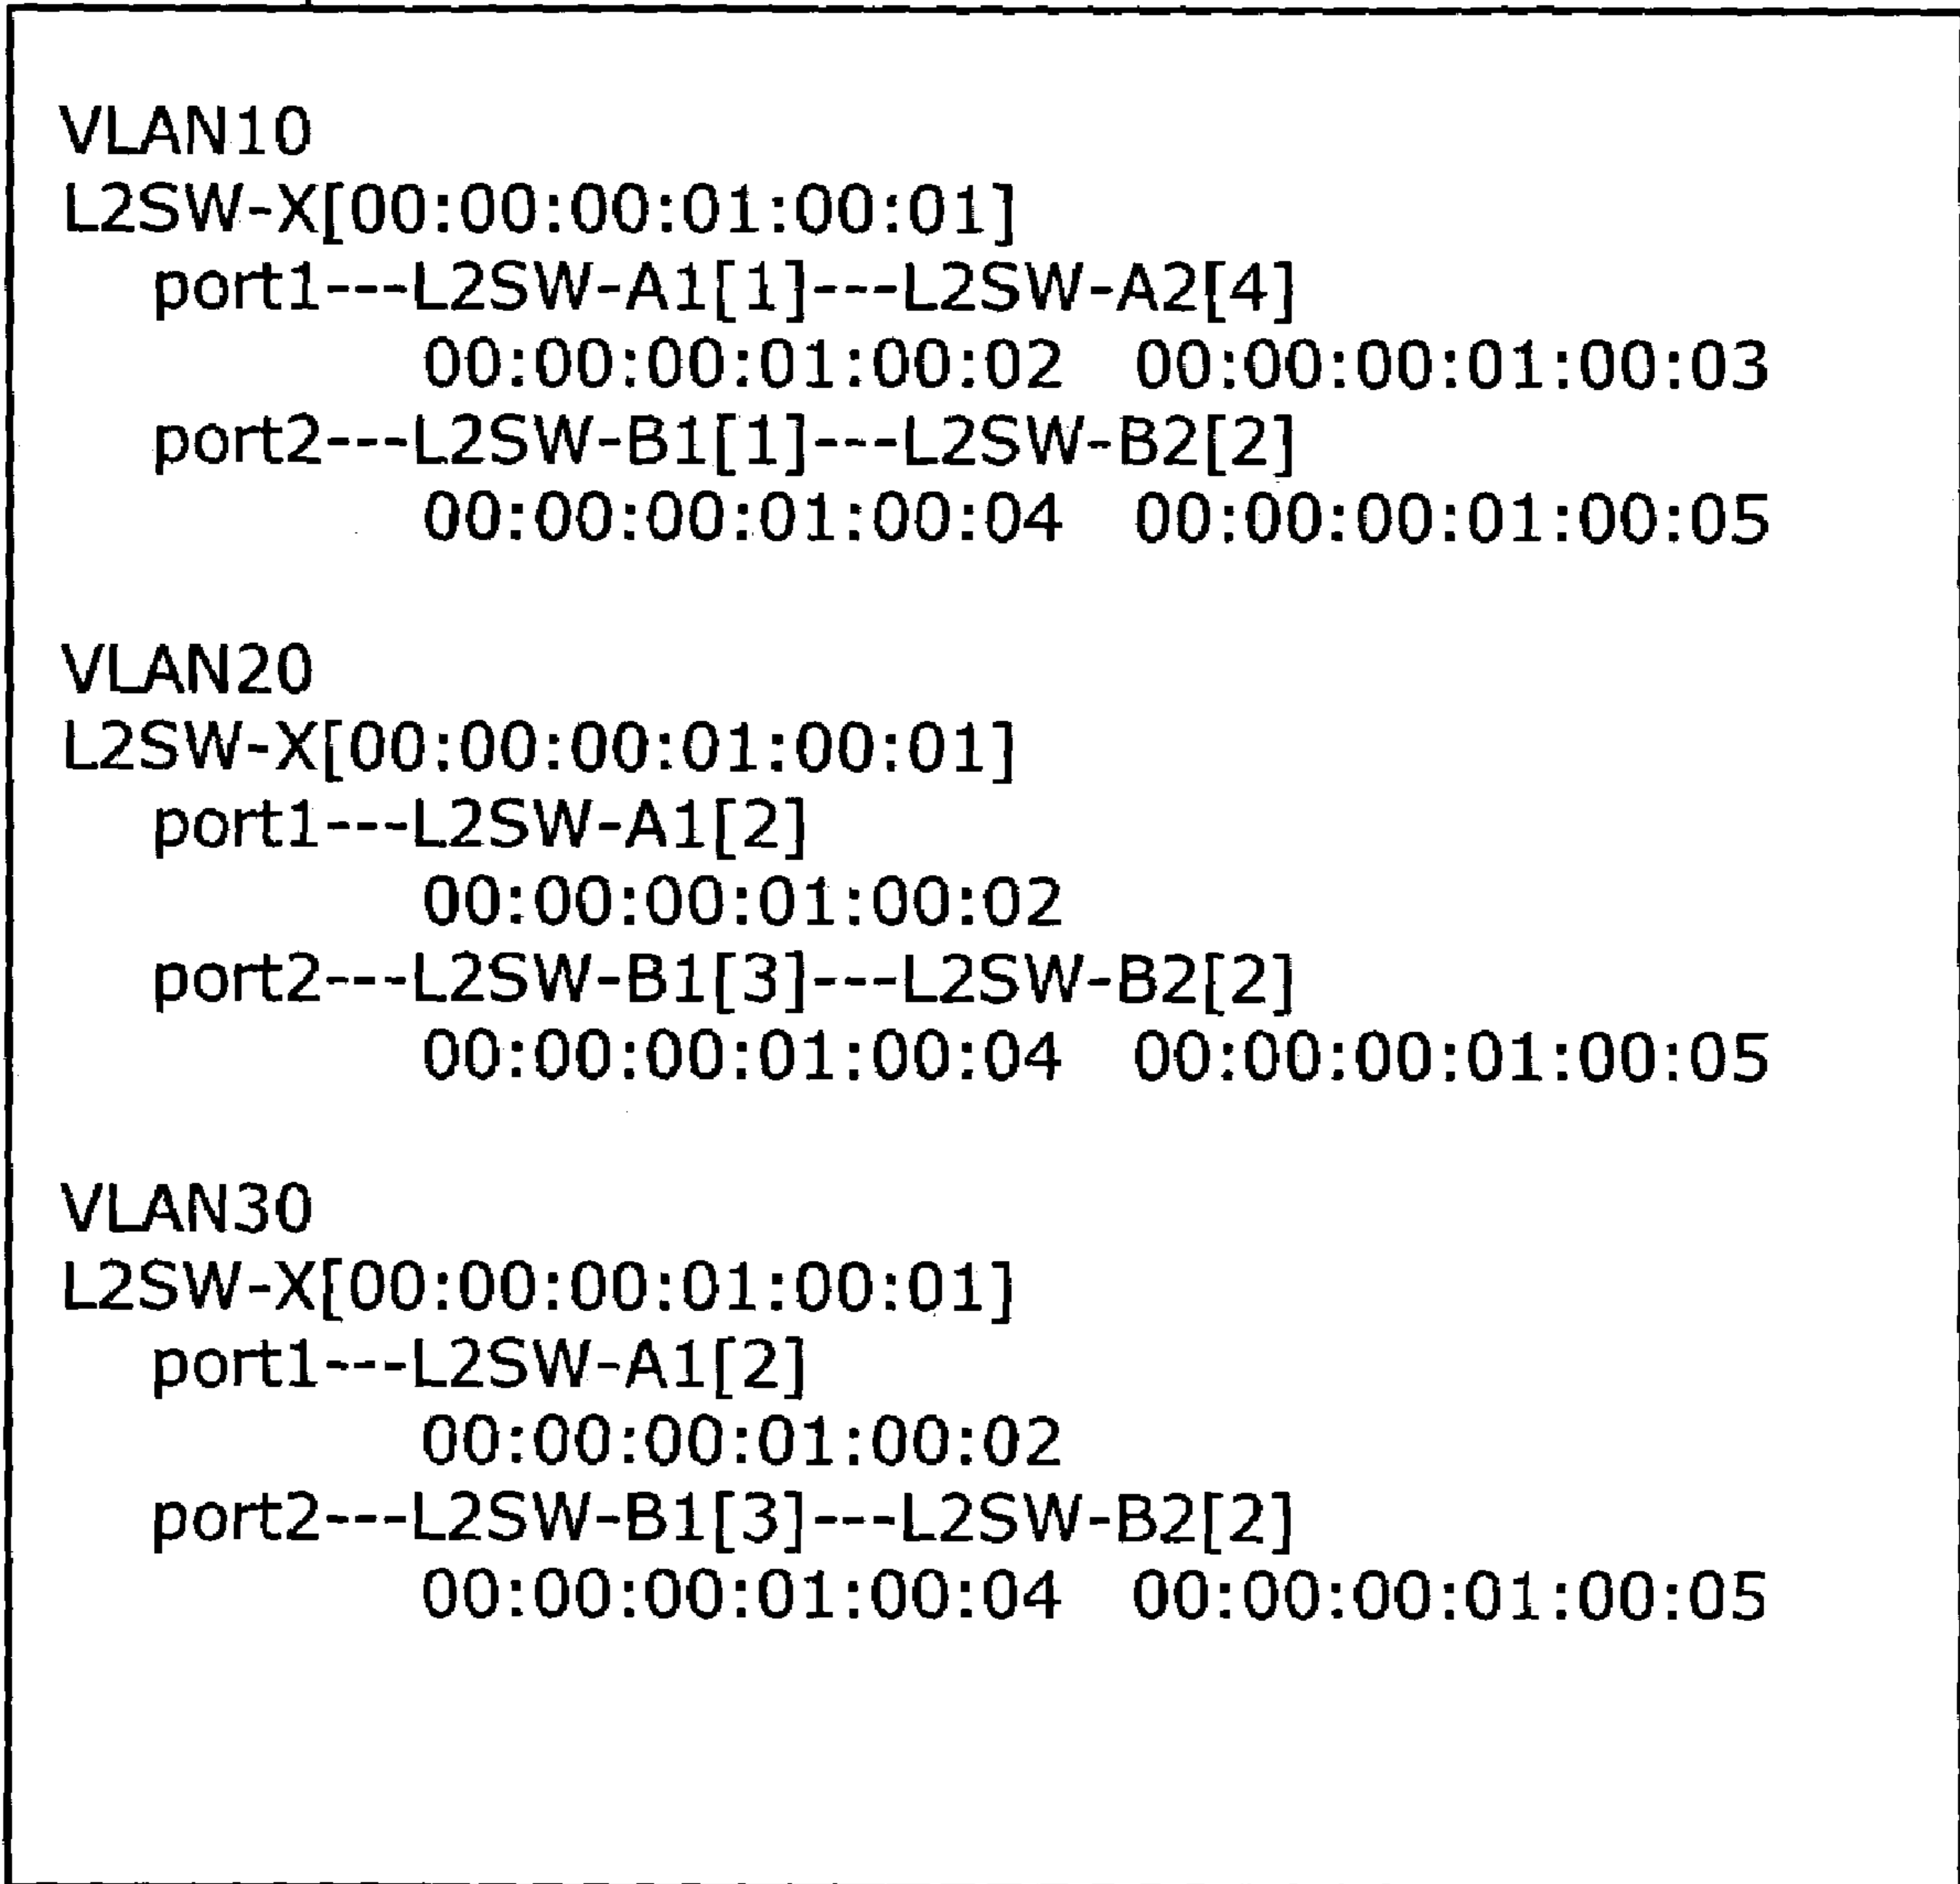 VLAN10
L2SW-X[00:00:00:01:00:01]
port1---L2SW-A1[1]---L2SW-A2[4]
00:00:00:01:00:02 00:00:00:01:00:03
port2---L2SW-B1[1]---L2SW-B2[2]
00:00:00:01:00:04 00:00:00:01:00:05
VLAN20
L2SW-X[00:00:00:01:00:01]
port1---L2SW-A1[2]
00:00:00:01:00:02
port2---L2SW-B1[3]---L2SW-B2[2]
00:00:00:01:00:04 00:00:00:01:00:05
VLAN30
L2SW-X[00:00:00:01:00:01]
port1---L2SW-A1[2]
00:00:00:01:00:02
port2---L2SW-B1[3]---L2SW-B2[2]
00:00:00:01:00:04 00:00:00:01:00:05